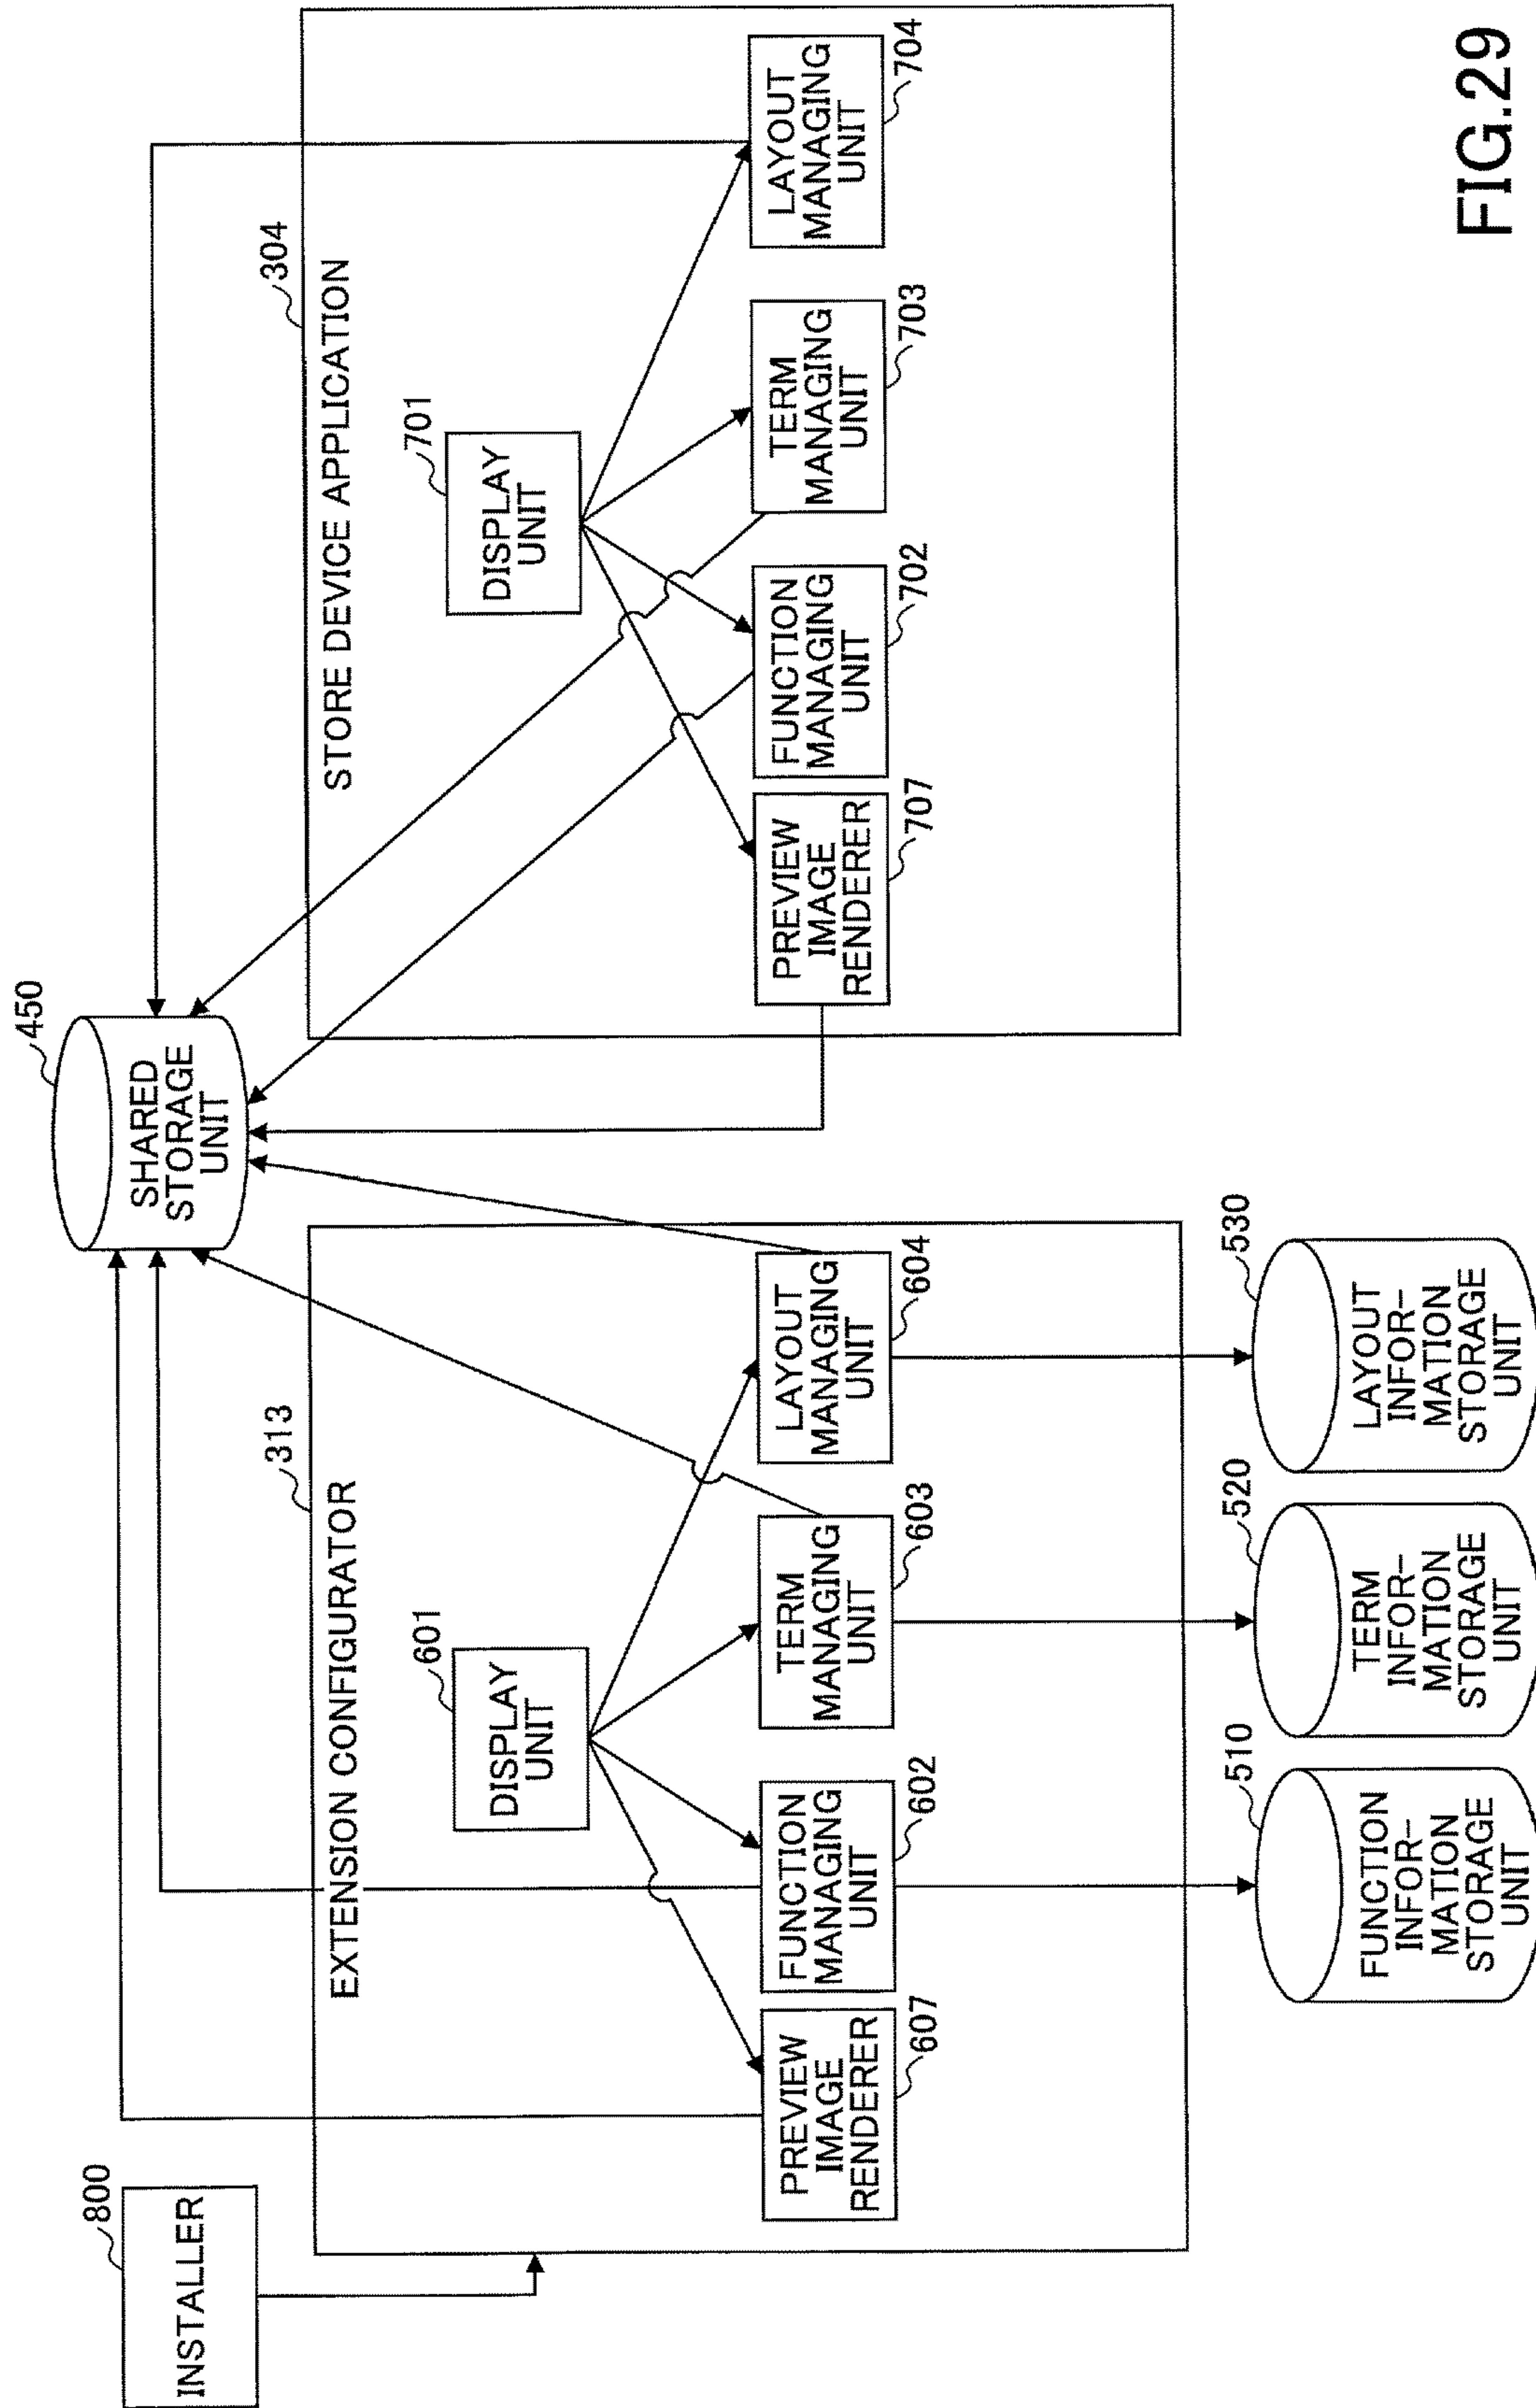 INSTALLER
800
SHARED
STORAGE
UNIT
450
EXTENSION CONFIGURATOR
313
DISPLAY
UNIT
601
PREVIEW
IMAGE
RENDERER
607
FUNCTION
MANAGING
UNIT
602
TERM
MANAGING
UNIT
603
LAYOUT
MANAGING
UNIT
604
FUNCTION
INFOR-
MATION
STORAGE
UNIT
510
TERM
INFOR-
MATION
STORAGE
UNIT
520
LAYOUT
INFOR-
MATION
STORAGE
UNIT
530
STORE DEVICE APPLICATION
304
DISPLAY
UNIT
701
PREVIEW
IMAGE
RENDERER
707
FUNCTION
MANAGING
UNIT
702
TERM
MANAGING
UNIT
703
LAYOUT
MANAGING
UNIT
704
FIG.29